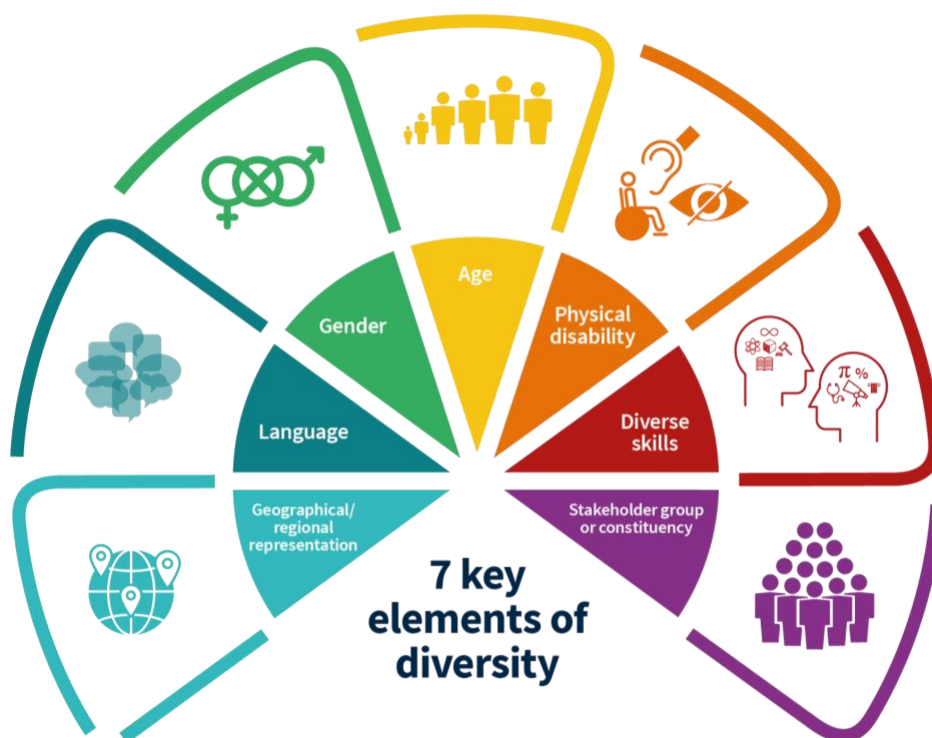 Age
Gender
Physical
disability
Language
Diverse
skills
Geographical/
regional
representation
Stakeholder group
or constituency
π %
7 key
elements of
diversity